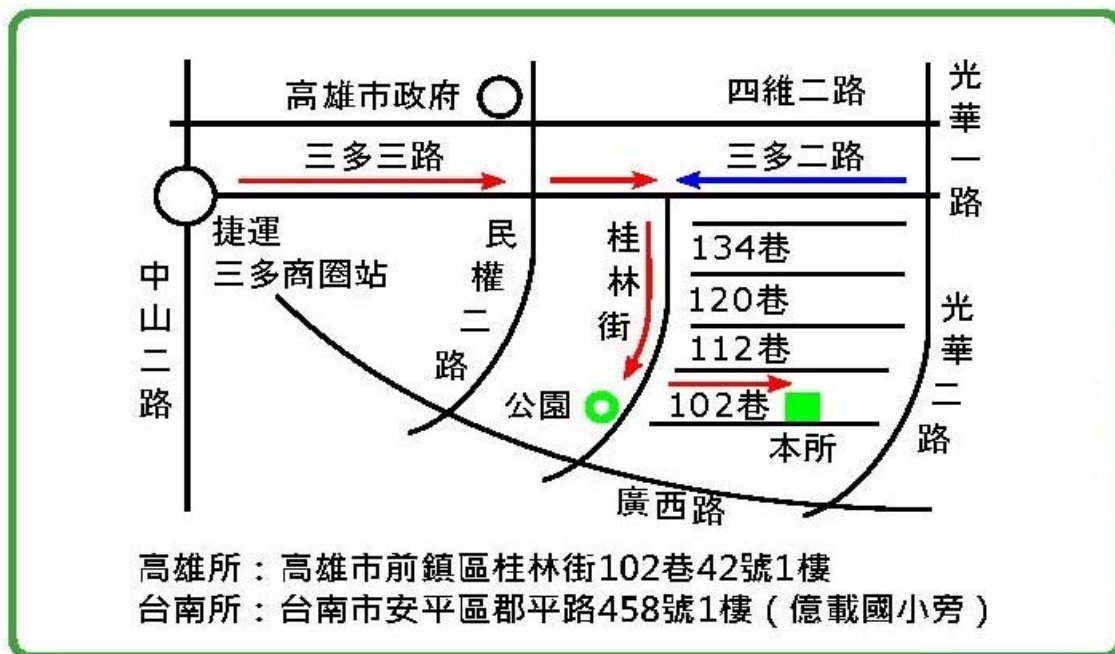 高雄市政府
四維二路
光華一路
三多三路
三多二路
捷運
三多商圈站
民權二路
桂林街
134巷
120巷
112巷
102巷
中山二路
光華二路
公園
本所
廣西路
高雄所：高雄市前鎮區桂林街102巷42號1樓
台南所：台南市安平區郡平路458號1樓（億載國小旁）